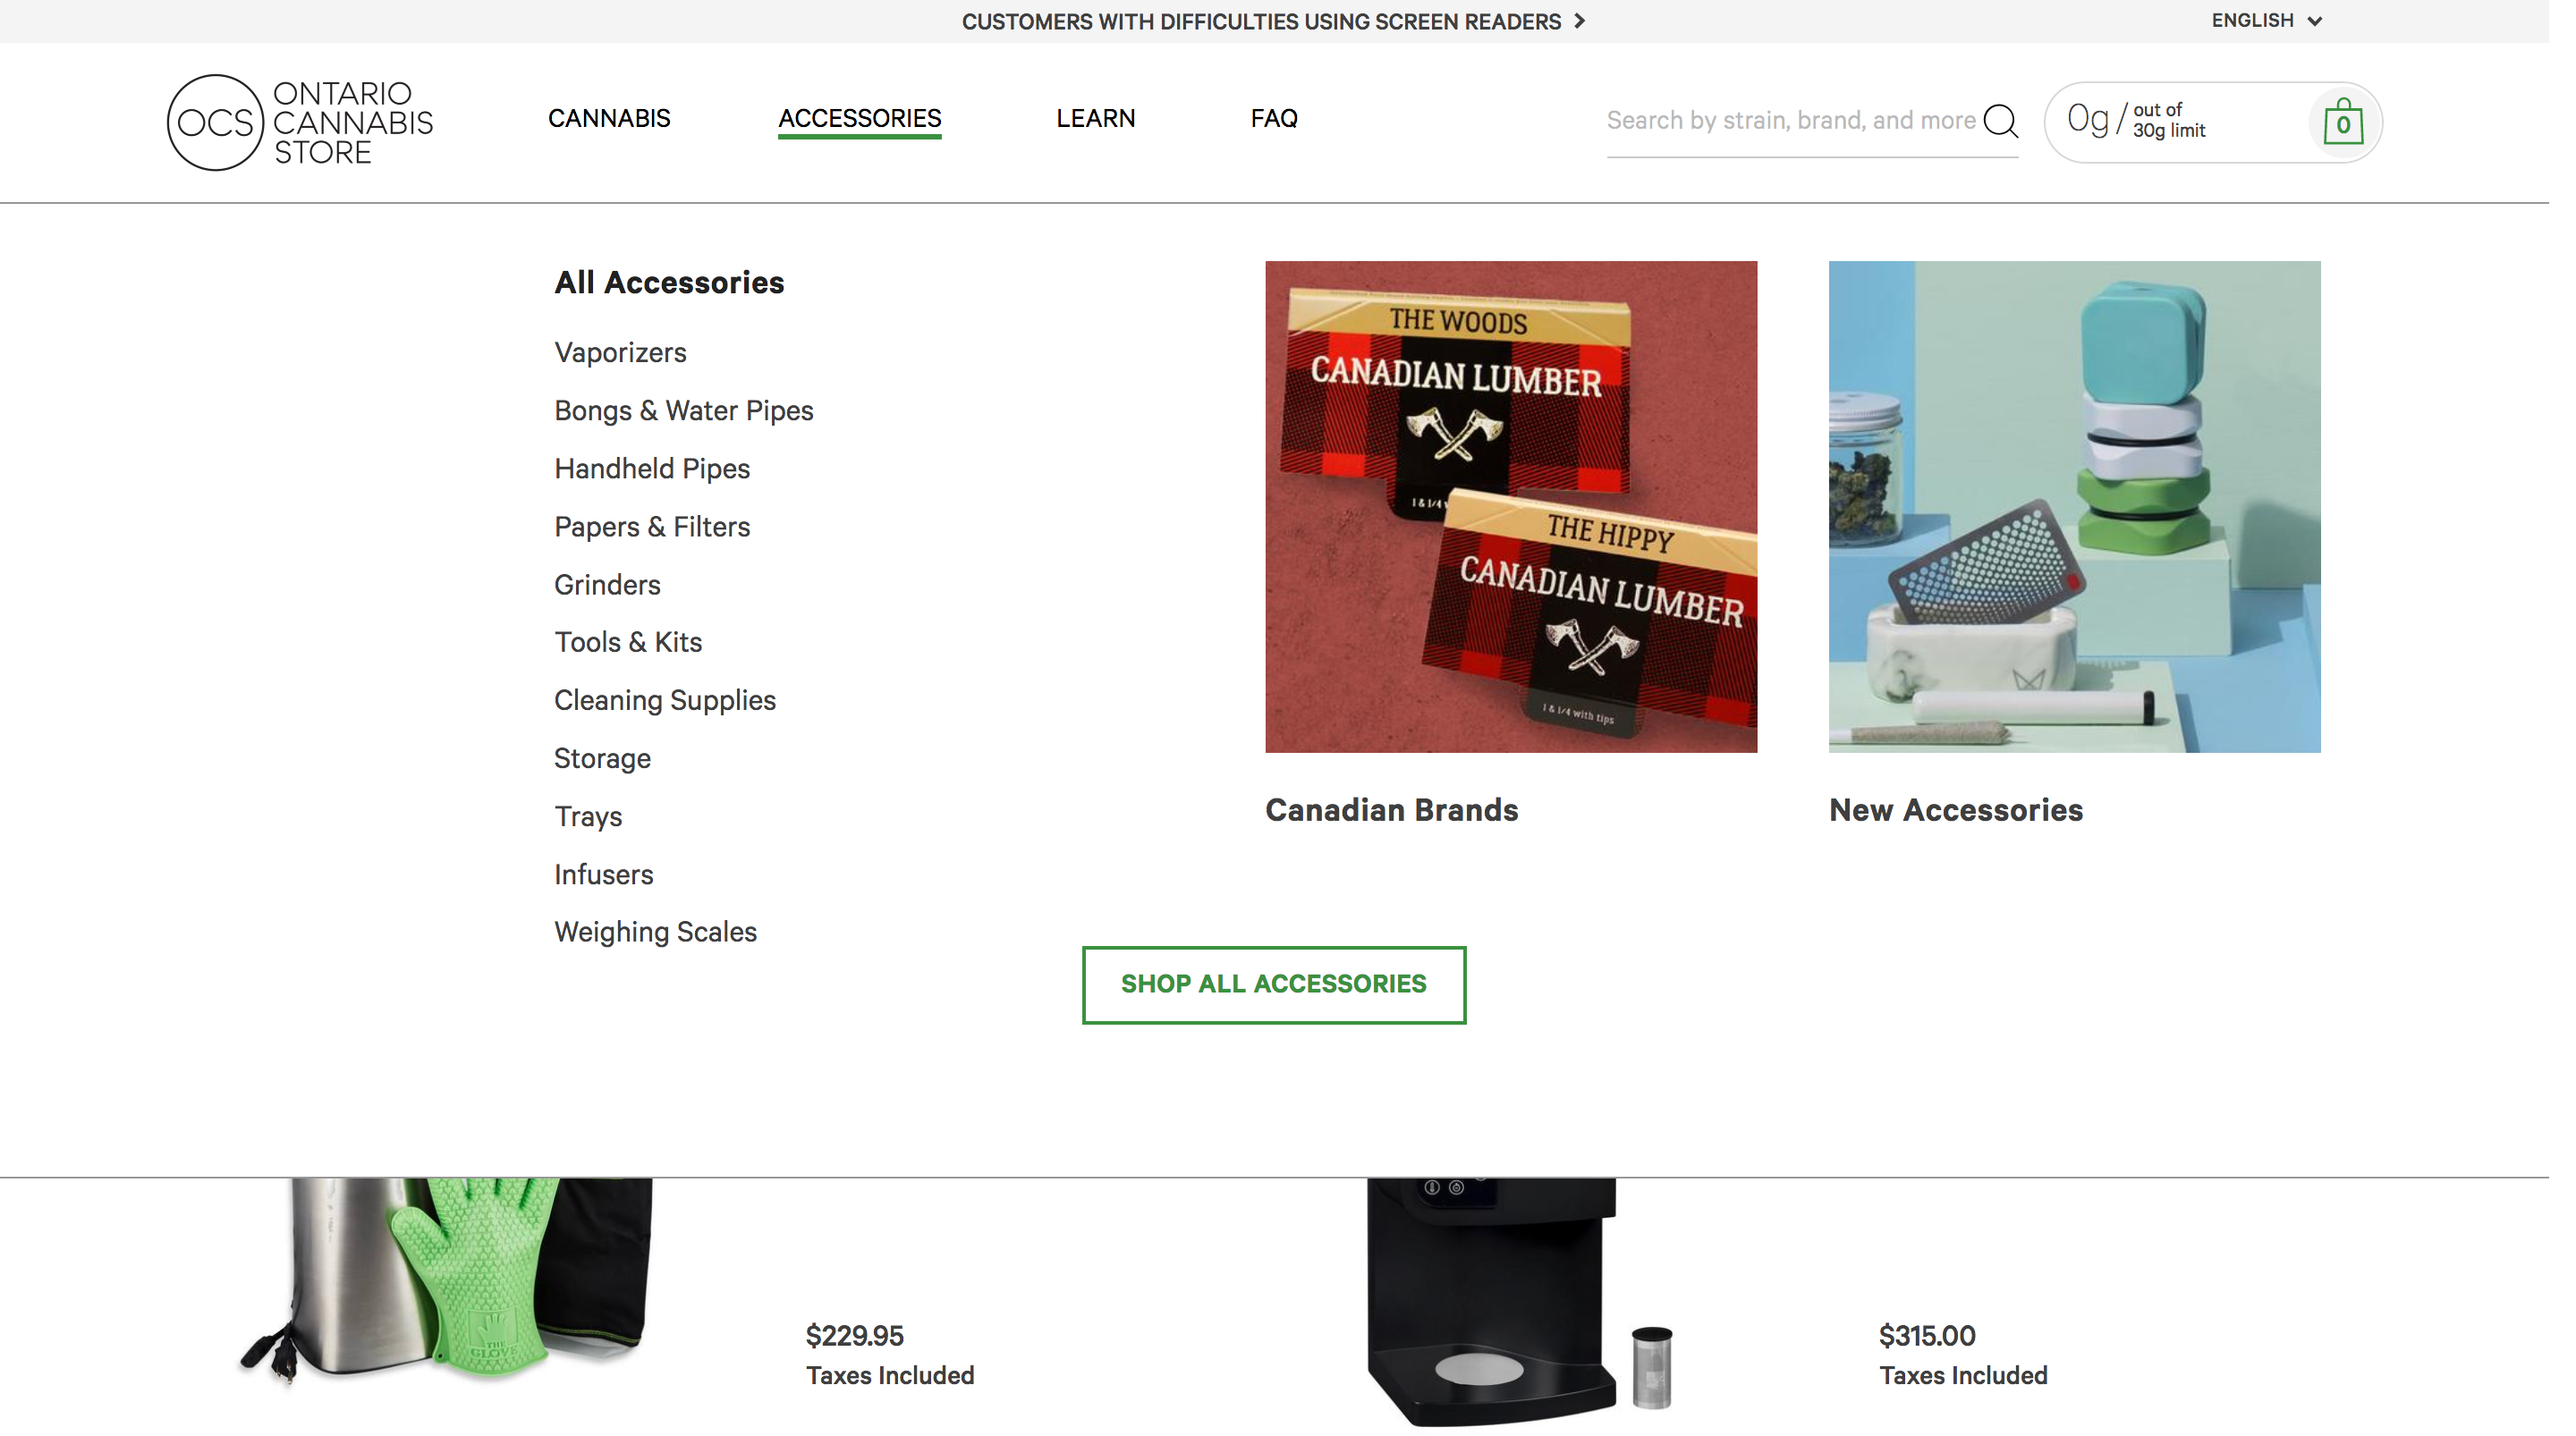 CUSTOMERS WITH DIFFICULTIES USING SCREEN READERS
ENGLISH
OCS
ONTARIO
CANNABIS
STORE
CANNABIS
ACCESSORIES
LEARN
FAQ
Search by strain, brand, and more
0g/
out of
30g limit
0
All Accessories
Vaporizers
Bongs & Water Pipes
Handheld Pipes
Papers & Filters
Grinders
Tools & Kits
Cleaning Supplies
Storage
Trays
Infusers
Weighing Scales
THE WOODS
CANADIAN LUMBER
1 & 1/4
THE HIPPY
CANADIAN LUMBER
1 & 1/4 with tips
Canadian Brands
New Accessories
SHOP ALL ACCESSORIES
THE
GLOVE
$229.95
Taxes Included
$315.00
Taxes Included